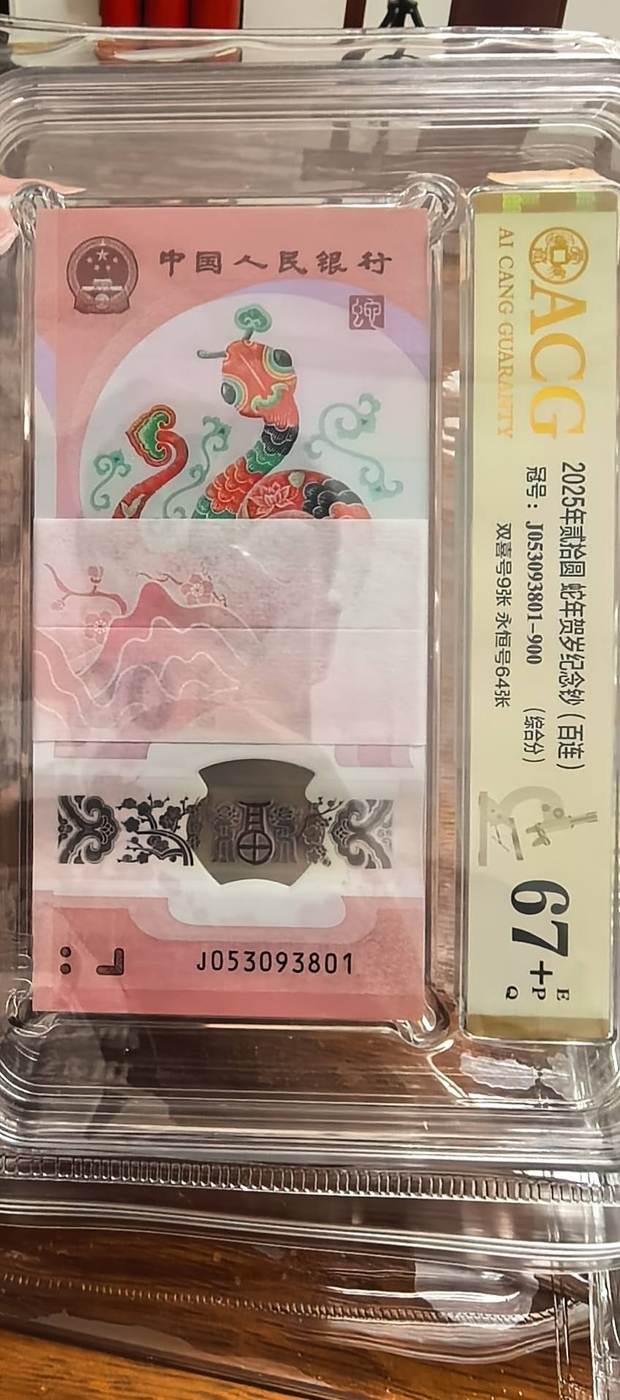 中国人民银行
蛇
J053093801
ACG
AI CANG GUARANTY
2025年贰拾圆 蛇年贺岁纪念钞（百连）
冠号：J053093801-900 （综合分）
双喜号9张 永恒号64张
67+
E
P
Q